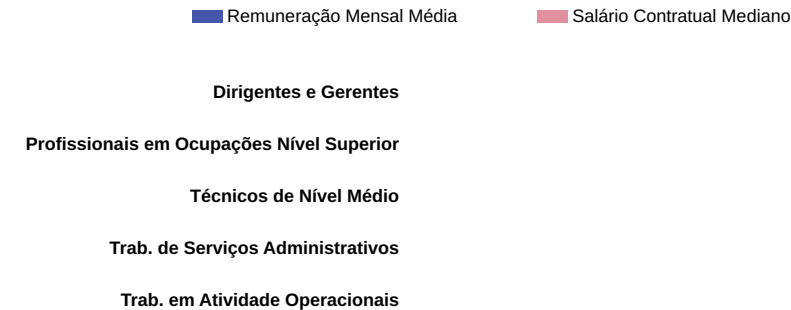 Remuneração Mensal Média Salário Contratual Mediano
Dirigentes e Gerentes
Profissionais em Ocupações Nível Superior
Técnicos de Nível Médio
Trab. de Serviços Administrativos
Trab. em Atividade Operacionais